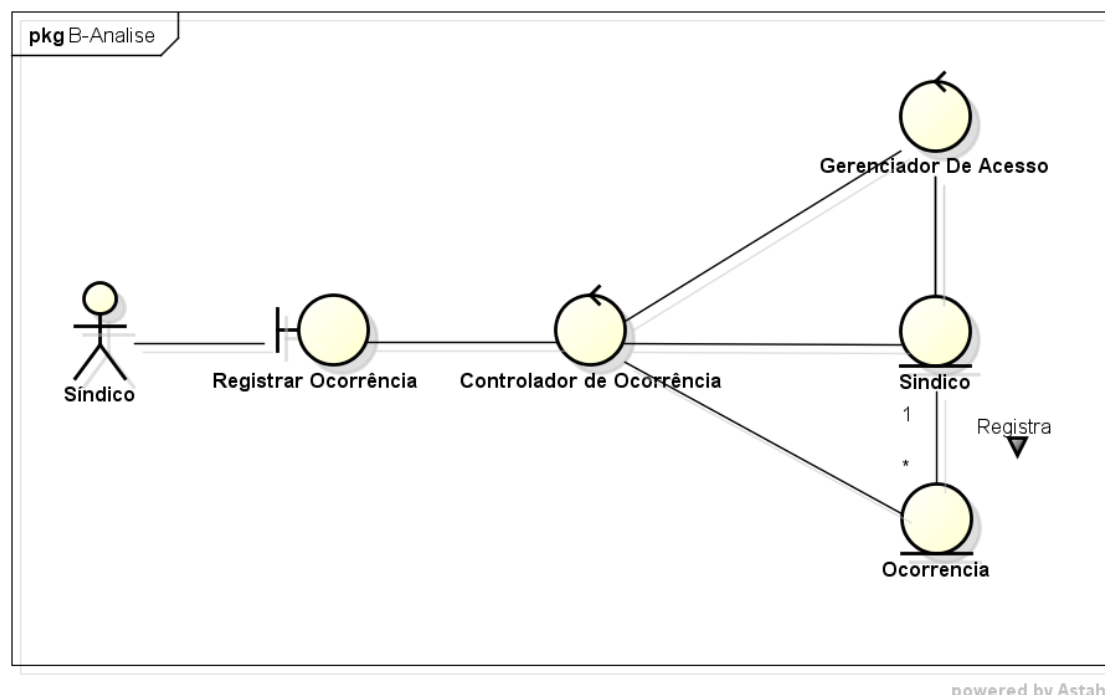 pkg B-Analise
Gerenciador De Acesso
Síndico
Registrar Ocorrência
Controlador de Ocorrência
Sindico
1
Registra
*
Ocorrencia
powered by Astah